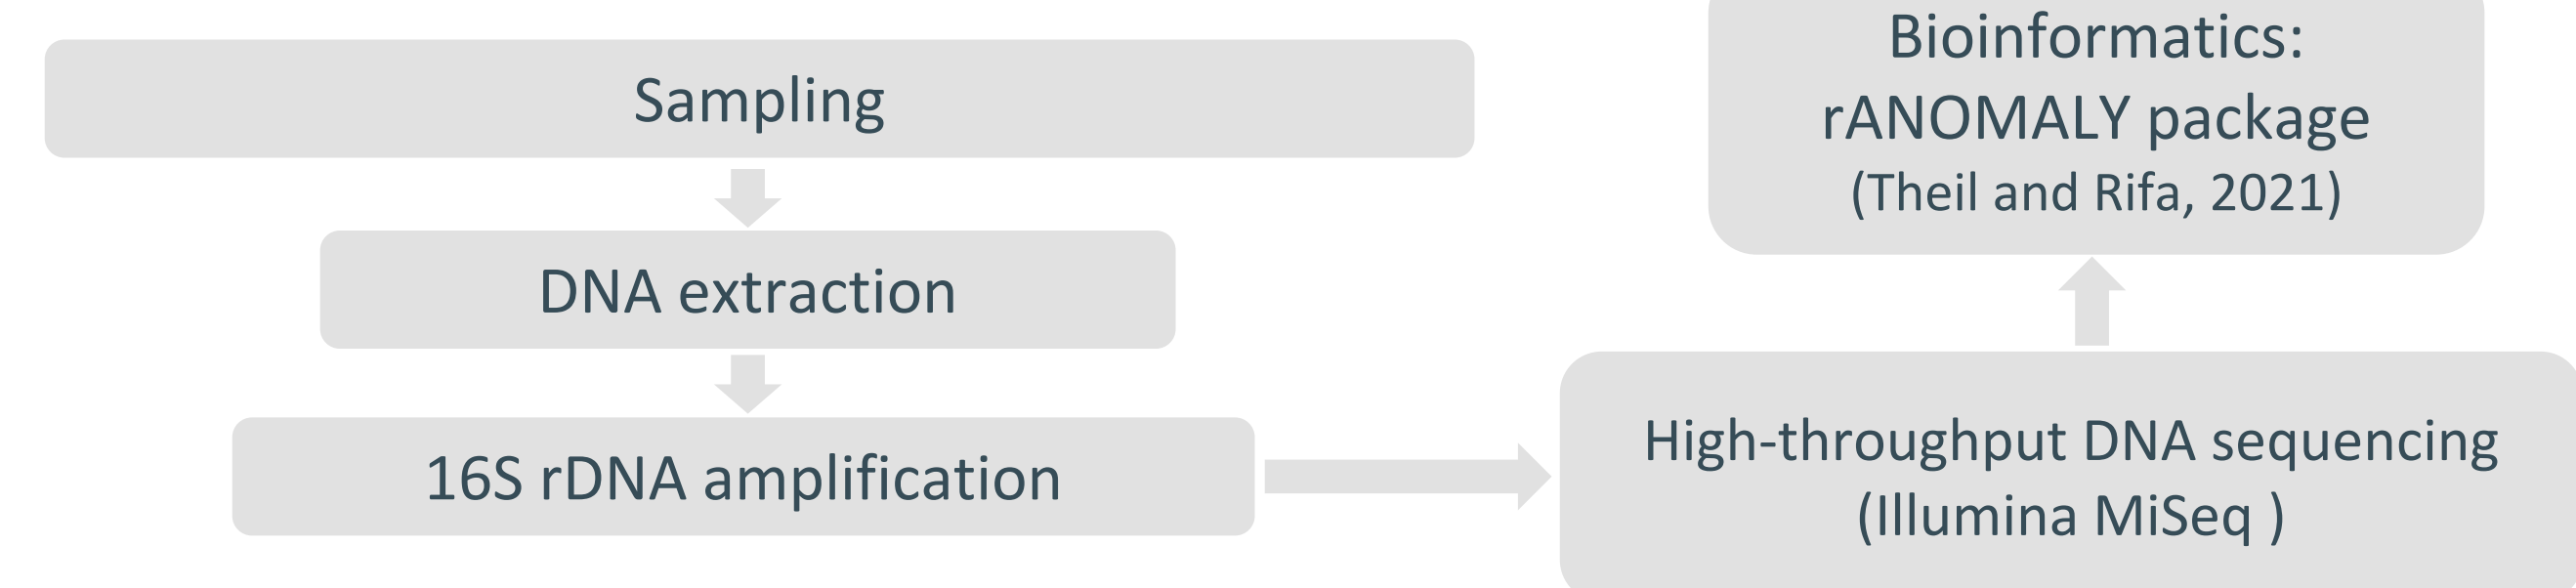 Sampling
DNA extraction
16S rDNA amplification
High-throughput DNA sequencing
(Illumina MiSeq )
Bioinformatics:
rANOMALY package
(Theil and Rifa, 2021)